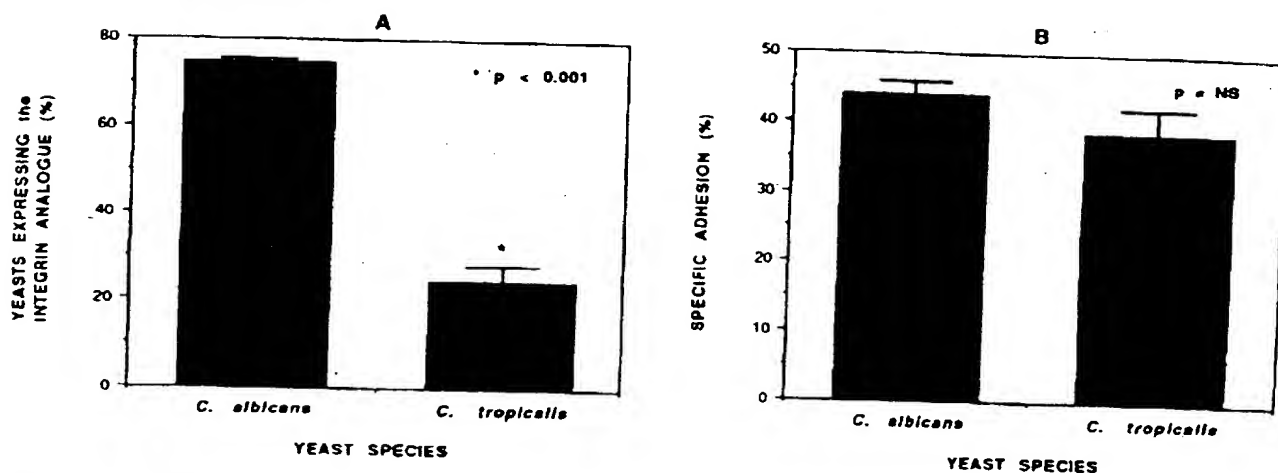 A
YEASTS EXPRESSING the
INTEGRIN ANALOGUE (%)
80
60
40
20
0
* p < 0.001
*
C. albicans
C. tropicalis
YEAST SPECIES
B
SPECIFIC ADHESION (%)
50
40
30
20
10
0
p = NS
C. albicans
C. tropicalis
YEAST SPECIES